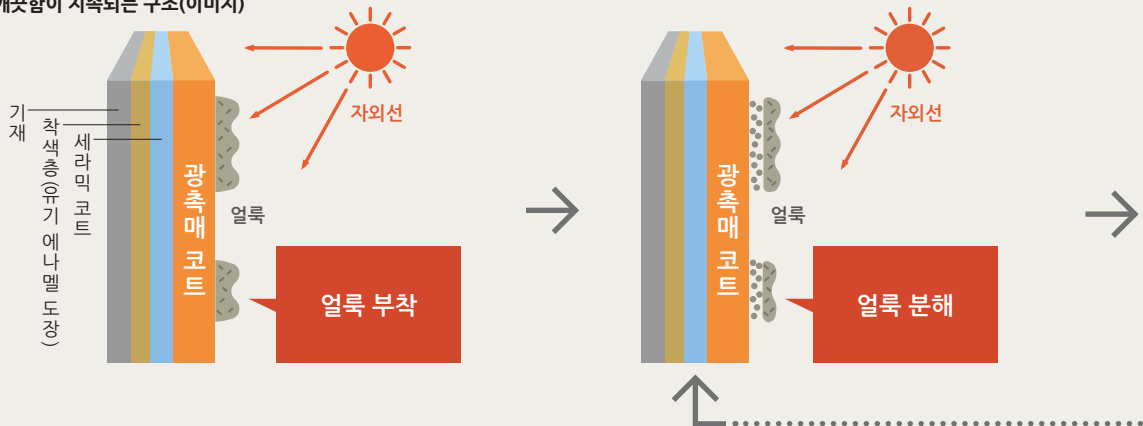 깨끗함이 지속되는 구조(이미지)
자외선
기재
착색층(유기 에나멜 도장)
세라믹 코트
광촉매 코트
얼룩
얼룩 부착
자외선
광촉매 코트
얼룩
얼룩 분해